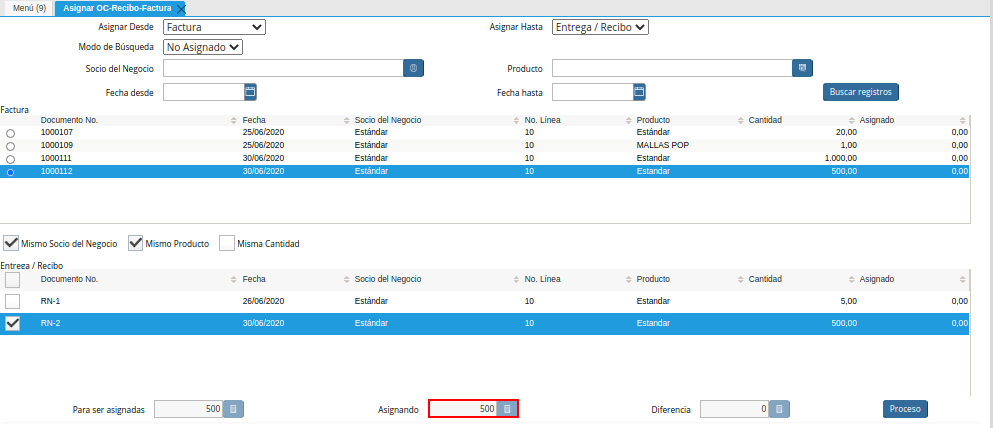 Menú (9) Asignar OC-Recibo-Factura
Asignar Desde Factura Asignar Hasta Entrega / Recibo
Modo de Búsqueda No Asignado
Socio del Negocio Producto
Fecha desde Fecha hasta Buscar registros
Factura
Documento No. Fecha Socio del Negocio No. Línea Producto Cantidad Asignado
1000107 25/06/2020 Estándar 10 Estándar 20,00 0,00
1000109 25/06/2020 Estándar 10 MALLAS POP 1,00 0,00
1000111 30/06/2020 Estándar 10 Estandar 1.000,00 0,00
1000112 30/06/2020 Estándar 10 Estandar 500,00 0,00
Mismo Socio del Negocio Mismo Producto Misma Cantidad
Entrega / Recibo
Documento No. Fecha Socio del Negocio No. Línea Producto Cantidad Asignado
RN-1 26/06/2020 Estándar 10 Estandar 5,00 0,00
RN-2 30/06/2020 Estándar 10 Estandar 500,00 0,00
Para ser asignadas 500 Asignando 500 Diferencia 0 Proceso